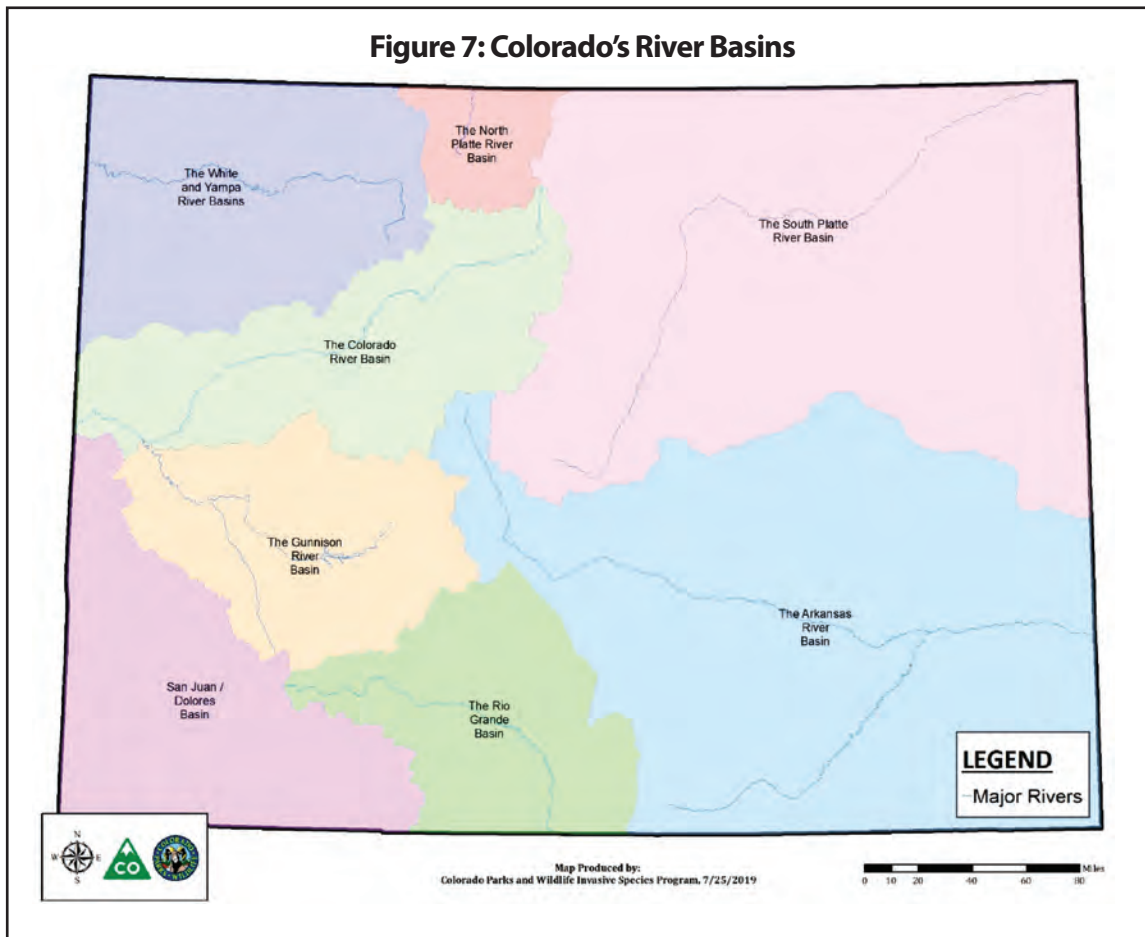 Figure 7: Colorado's River Basins
The North
Platte River
Basin
The White
and Yampa
River Basins
The South Platte
River Basin
The Colorado
River Basin
The Gunnison
River
Basin
The Arkansas
River
Basin
San Juan /
Dolores
Basin
The Rio
Grande
Basin
LEGEND
Major Rivers
N
W
E
S
CO
Map Produced by:
Colorado Parks and Wildlife Invasive Species Program, 7/25/2019
Miles
0 10 20 40 60 80